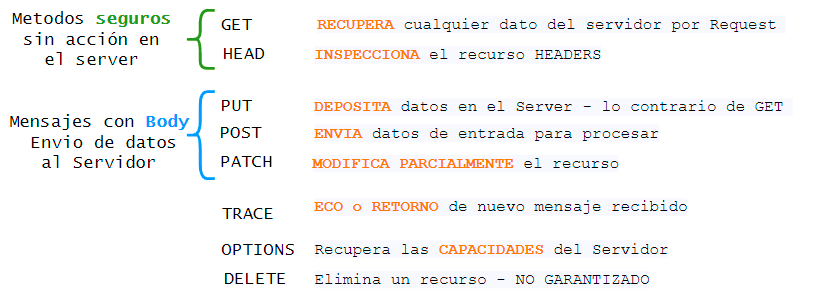 Metodos seguros
sin acción en
el server
GET RECUPERA cualquier dato del servidor por Request
HEAD INSPECCIONA el recurso HEADERS
Mensajes con Body
Envio de datos
al Servidor
PUT DEPOSITA datos en el Server - lo contrario de GET
POST ENVIA datos de entrada para procesar
PATCH MODIFICA PARCIALMENTE el recurso
TRACE ECO o RETORNO de nuevo mensaje recibido
OPTIONS Recupera las CAPACIDADES del Servidor
DELETE Elimina un recurso - NO GARANTIZADO